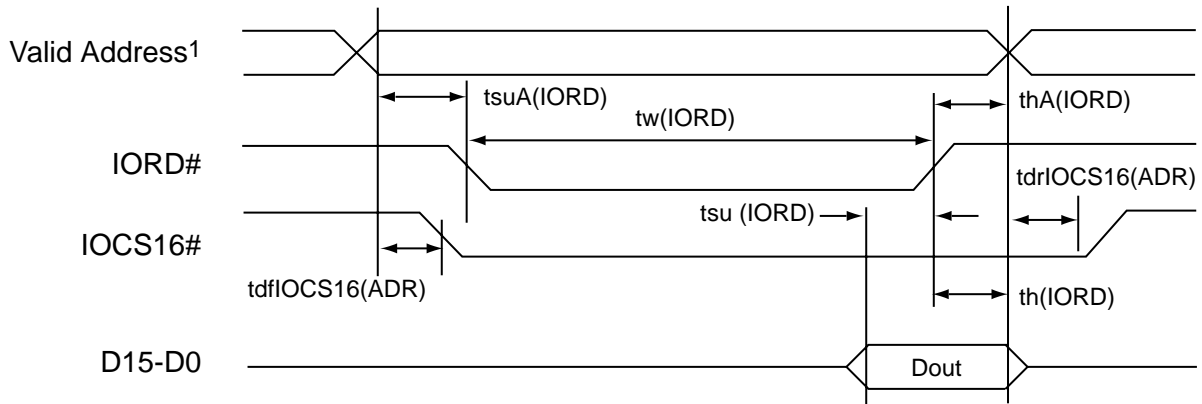 Valid Address1
tsuA(IORD)
thA(IORD)
tw(IORD)
IORD#
tdrIOCS16(ADR)
tsu (IORD)
IOCS16#
tdfIOCS16(ADR)
th(IORD)
D15-D0
Dout